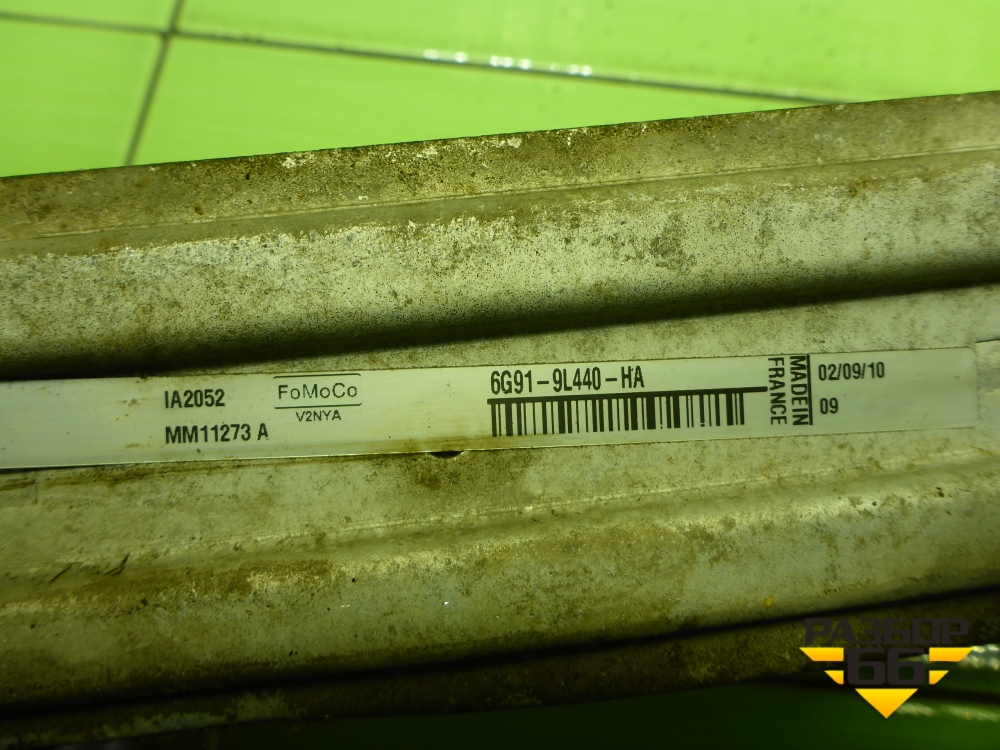 IA2052
FoMoCo
V2NYA
MM11273 A
6G91-9L440-HA
MADE IN
FRANCE
02/09/10
09
РАЗБОР
66